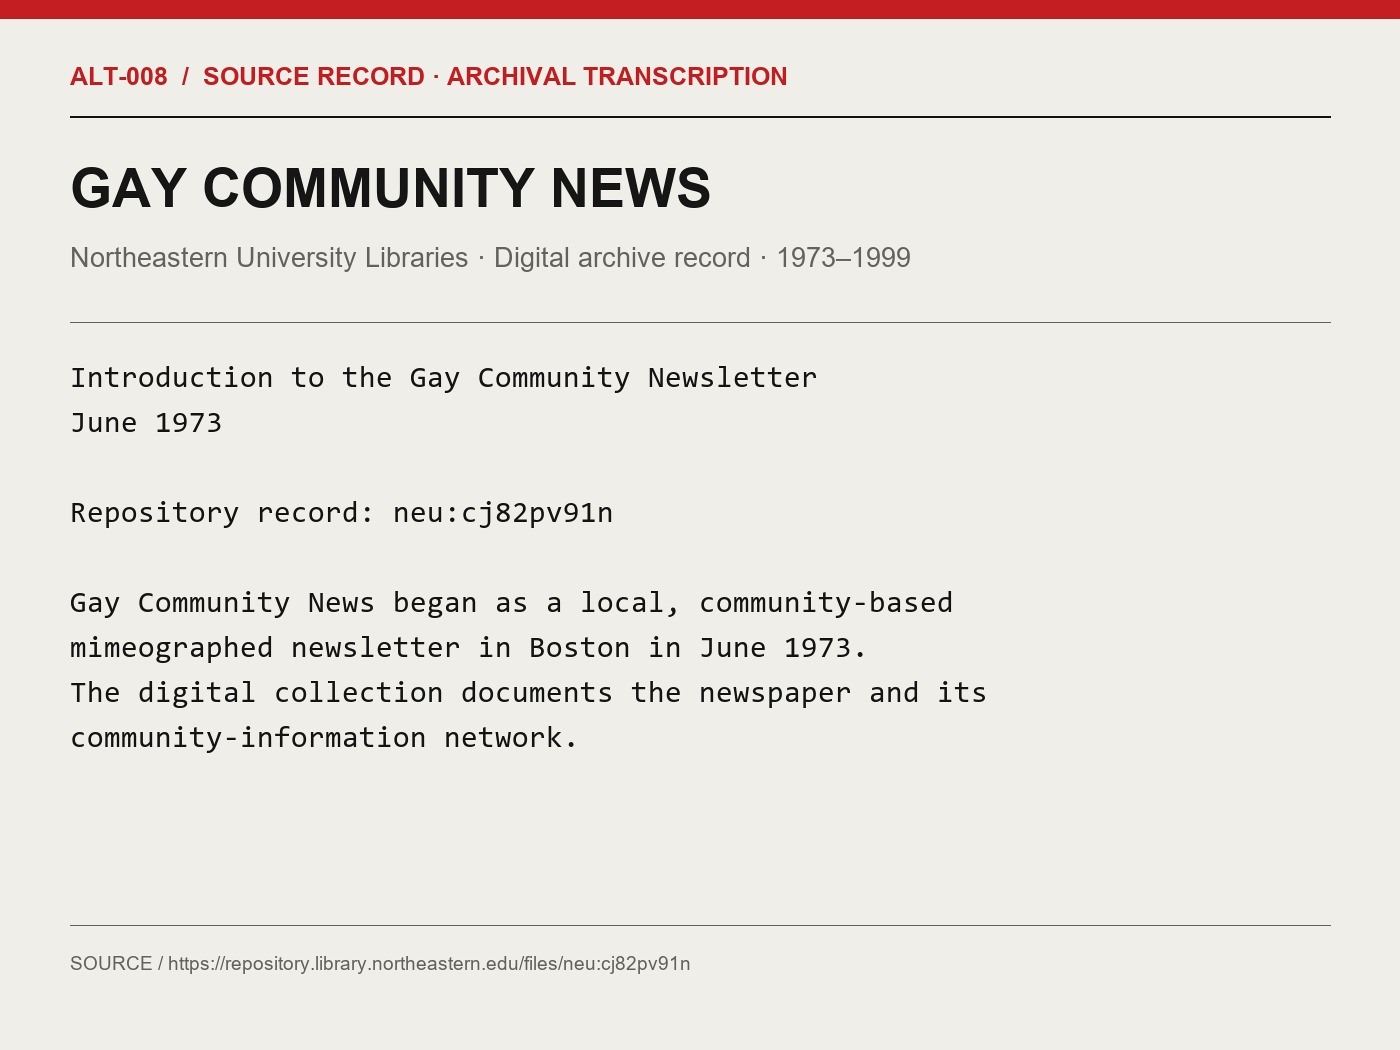 ALT-008 / SOURCE RECORD · ARCHIVAL TRANSCRIPTION
GAY COMMUNITY NEWS
Northeastern University Libraries · Digital archive record · 1973–1999
Introduction to the Gay Community Newsletter
June 1973
Repository record: neu:cj82pv91n
Gay Community News began as a local, community-based
mimeographed newsletter in Boston in June 1973.
The digital collection documents the newspaper and its
community-information network.
SOURCE / https://repository.library.northeastern.edu/files/neu:cj82pv91n